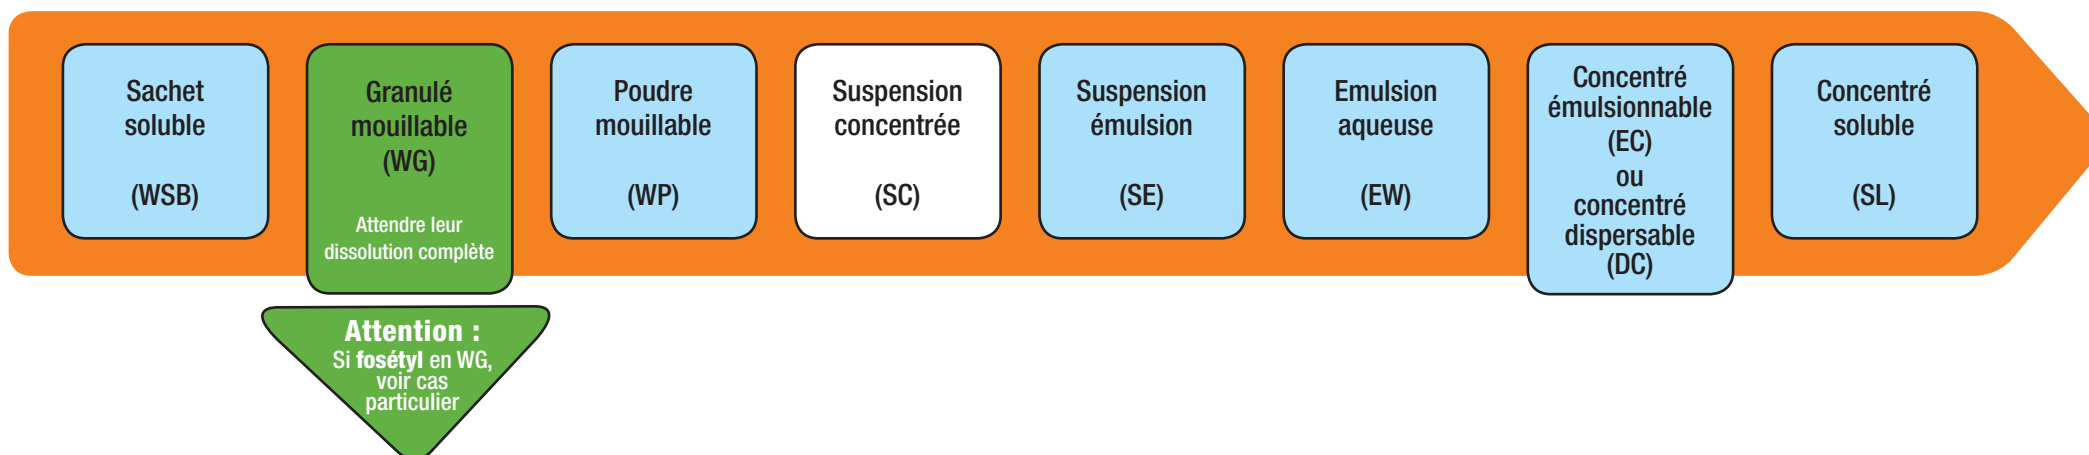 Sachet
soluble
(WSB)
Granulé
mouillable
(WG)
Attendre leur
dissolution complète
Attention :
Si fosétyl en WG,
voir cas
particulier
Poudre
mouillable
(WP)
Suspension
concentrée
(SC)
Suspension
émulsion
(SE)
Emulsion
aqueuse
(EW)
Concentré
émulsionnable
(EC)
ou
concentré
dispersable
(DC)
Concentré
soluble
(SL)